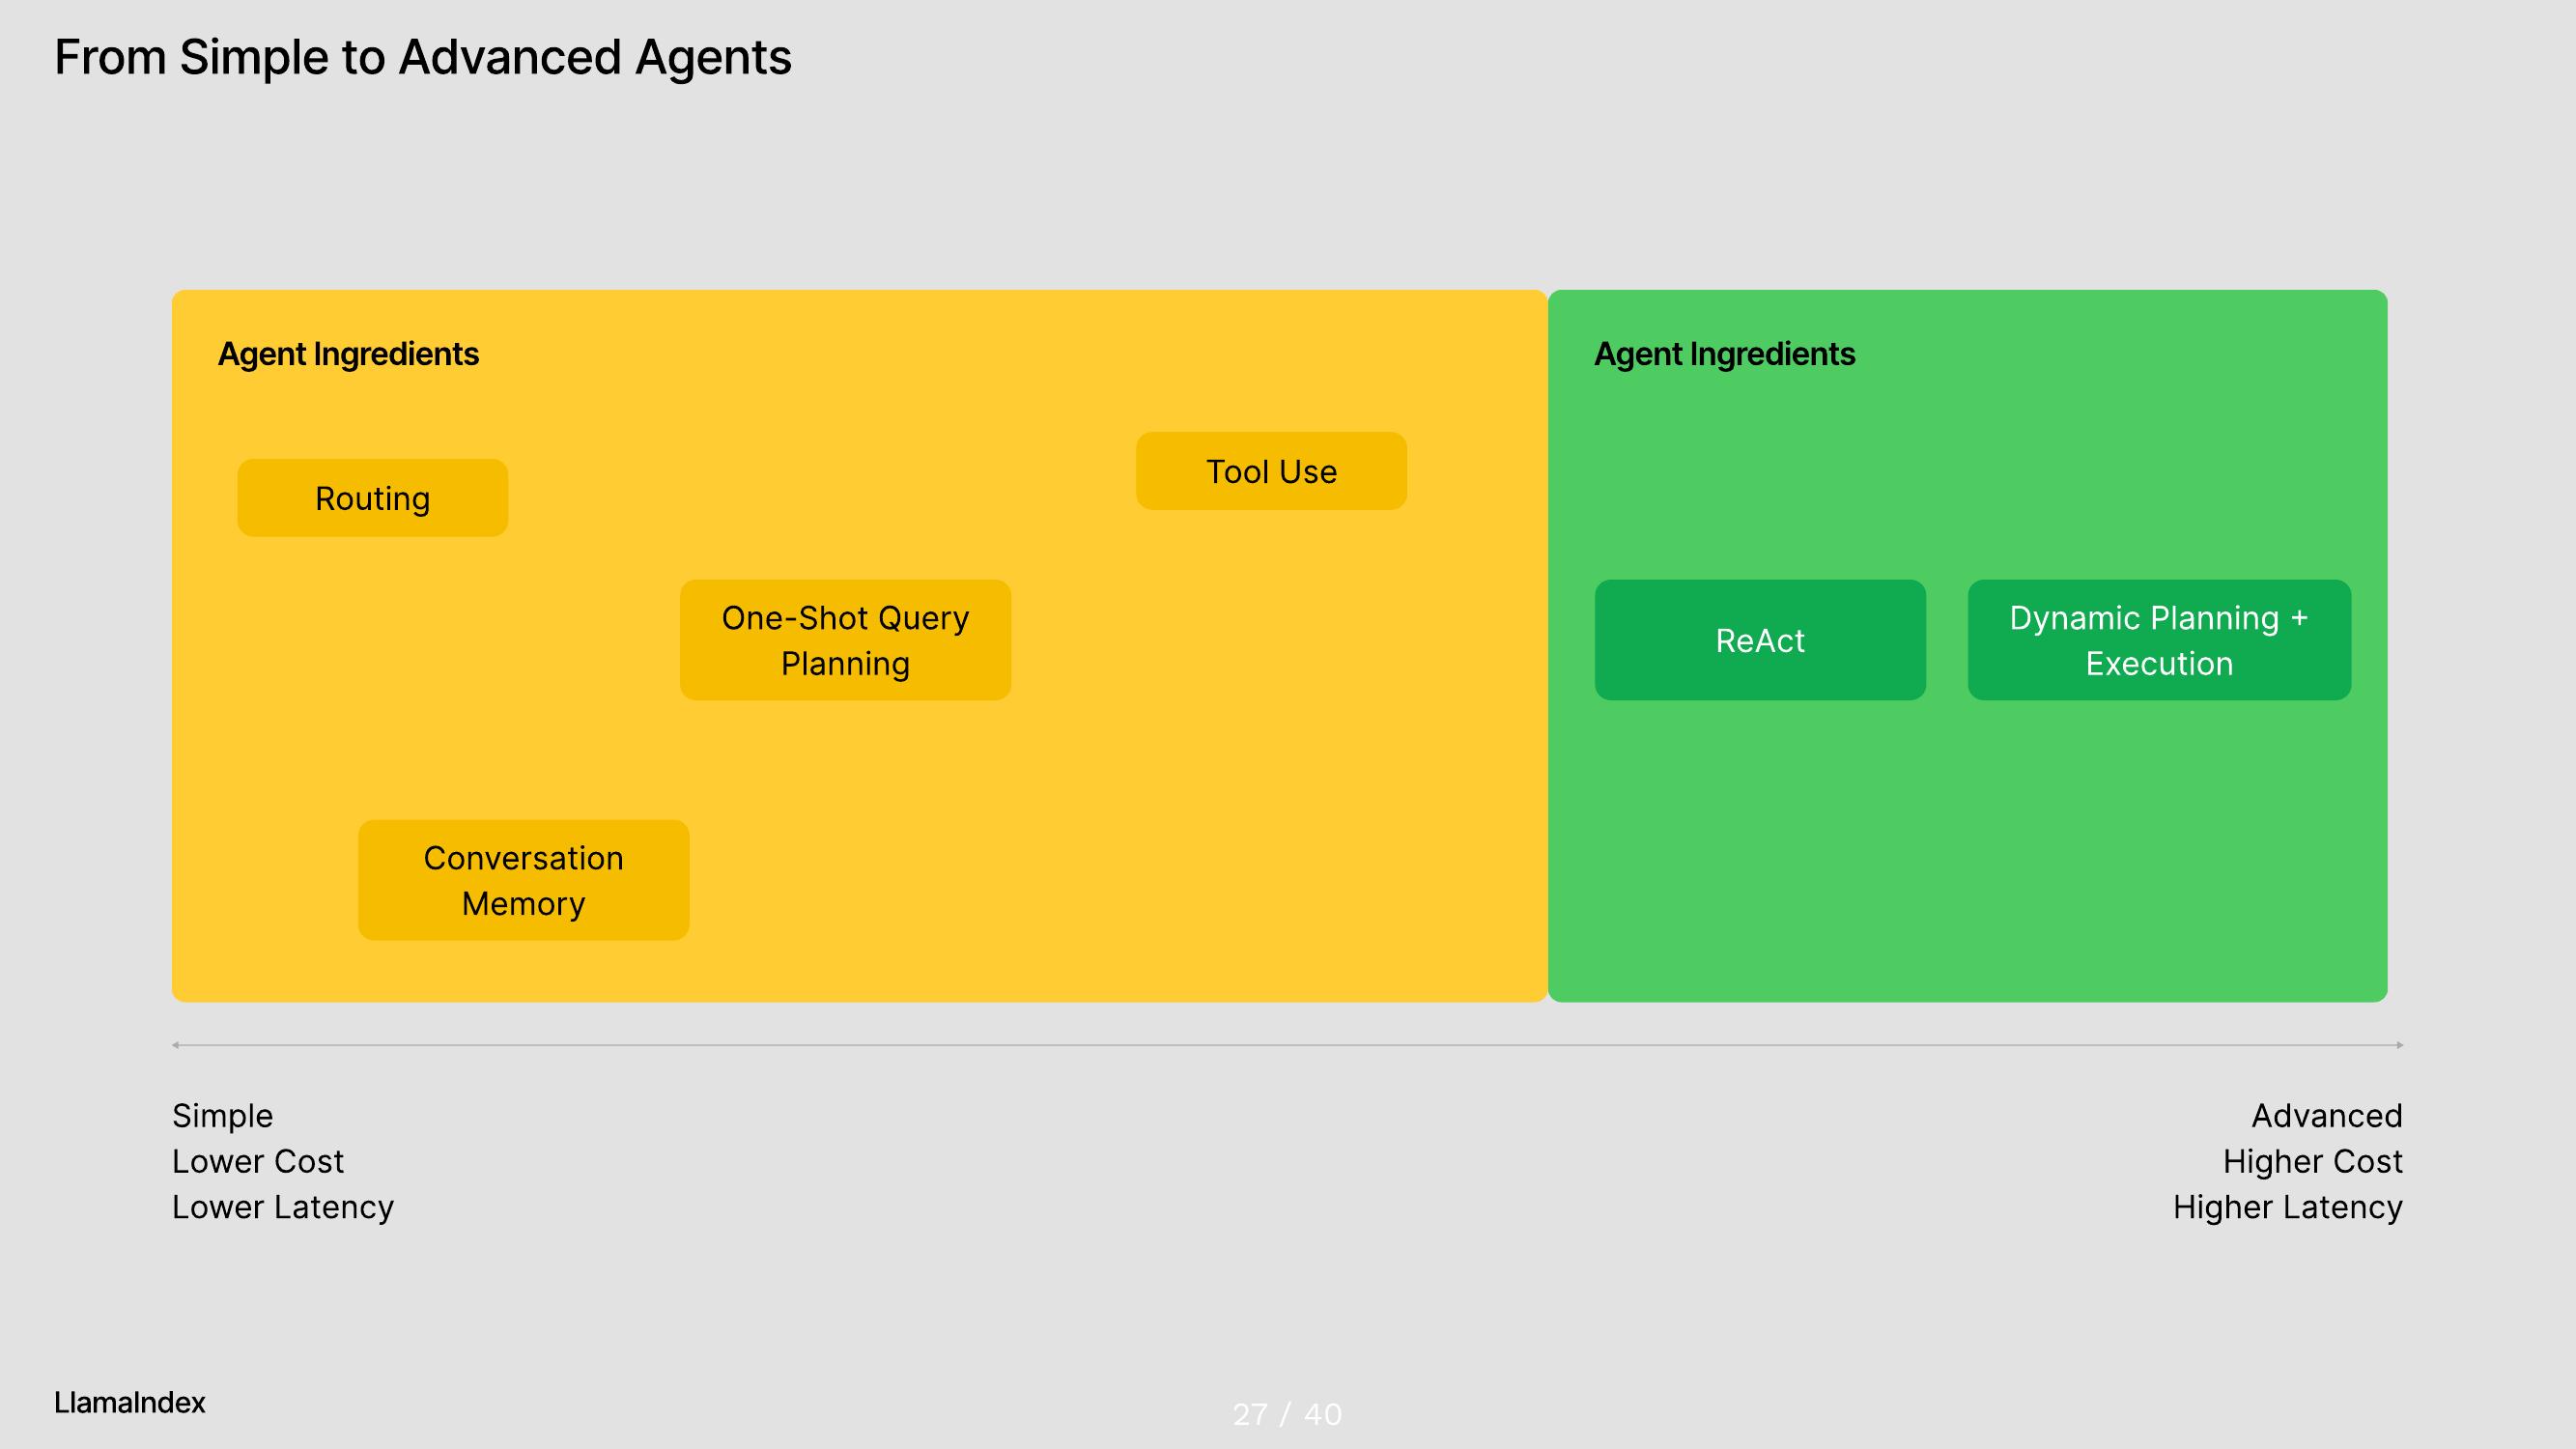 From Simple to Advanced Agents
Agent Ingredients
Routing
Tool Use
One-Shot Query
Planning
Conversation
Memory
Agent Ingredients
ReAct
Dynamic Planning +
Execution
Simple
Lower Cost
Lower Latency
Advanced
Higher Cost
Higher Latency
LlamaIndex
27 / 40